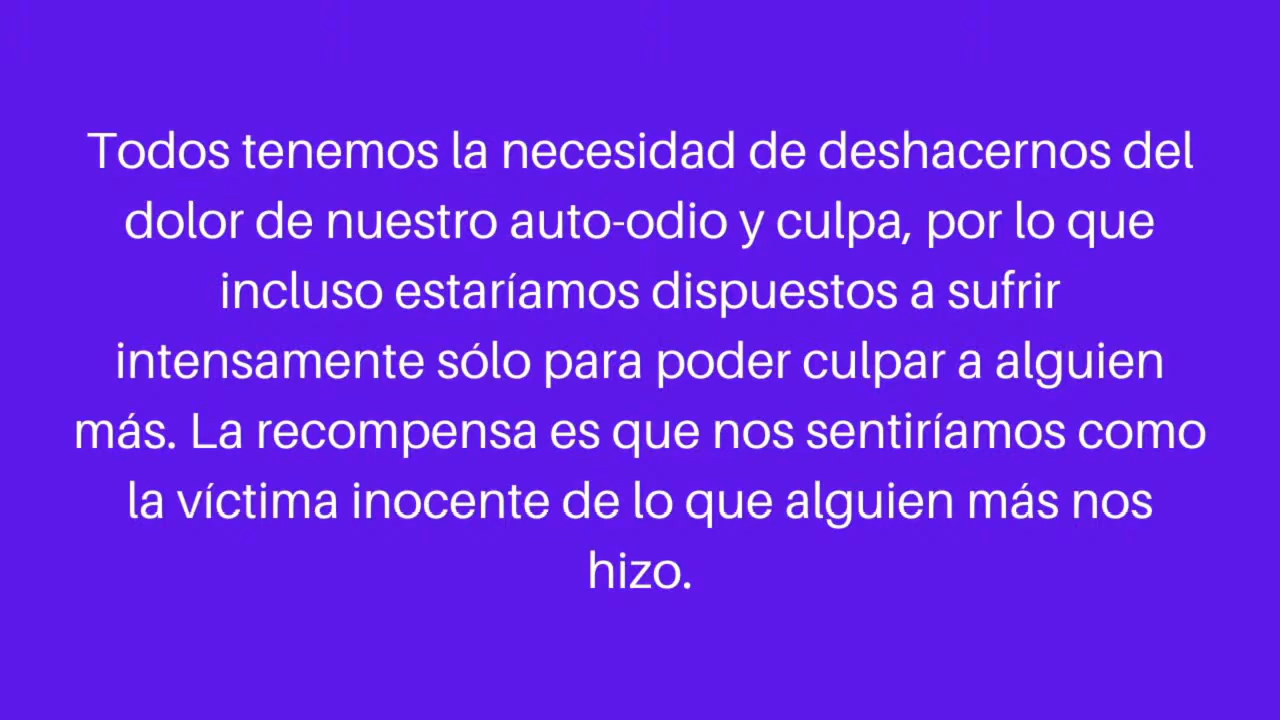 Todos tenemos la necesidad de deshacernos del
dolor de nuestro auto-odio y culpa, por lo que
incluso estaríamos dispuestos a sufrir
intensamente sólo para poder culpar a alguien
más. La recompensa es que nos sentiríamos como
la víctima inocente de lo que alguien más nos
hizo.